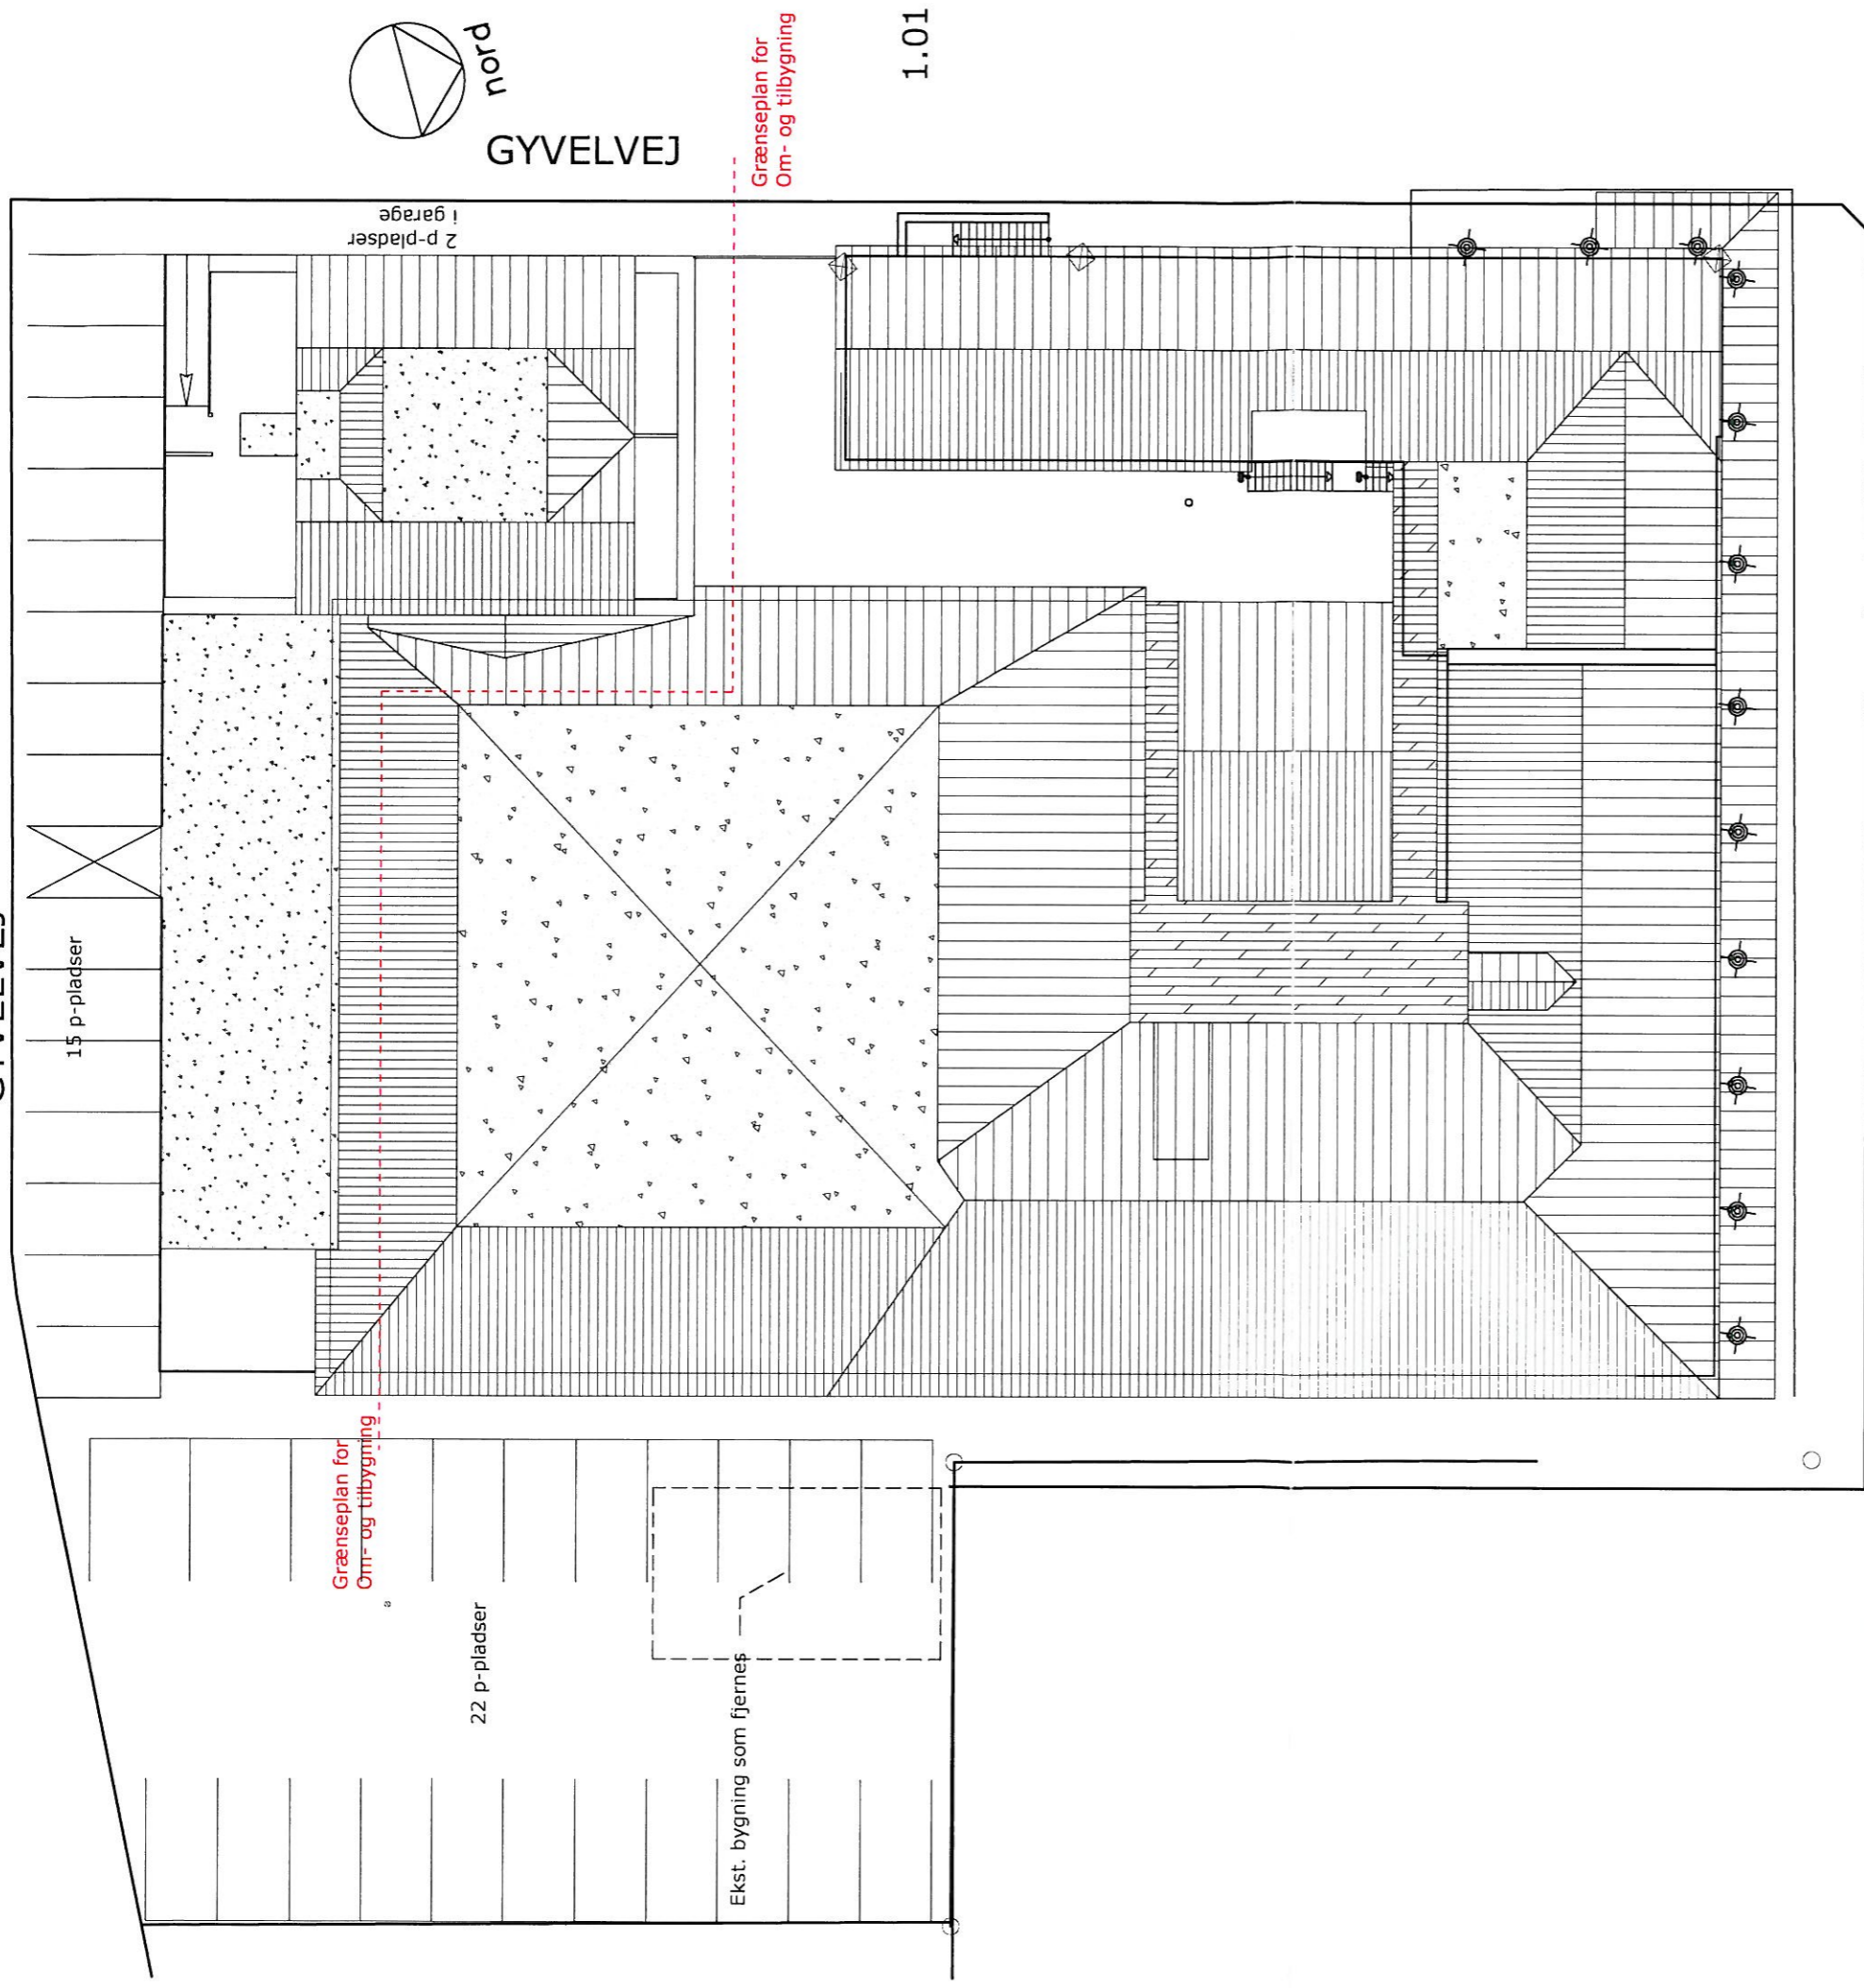 nord
GYVELVEJ
Grænseplan for
Om- og tilbygning
1.01
2 p-pladser
i garage
15 p-pladser
Grænseplan for
Om- og tilbygning
22 p-pladser
Ekst. bygning som fjernes